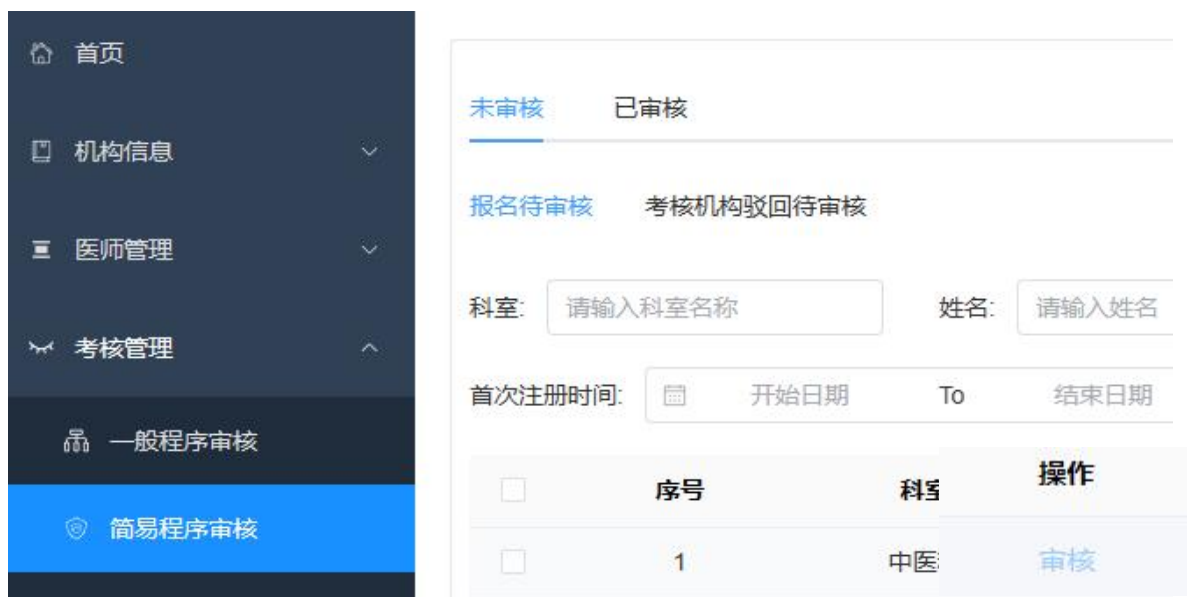 首页
机构信息
医师管理
考核管理
一般程序审核
简易程序审核
未审核 已审核
报名待审核 考核机构驳回待审核
科室: 请输入科室名称 姓名: 请输入姓名
首次注册时间: 开始日期 To 结束日期
序号 科室 操作
1 中医 审核